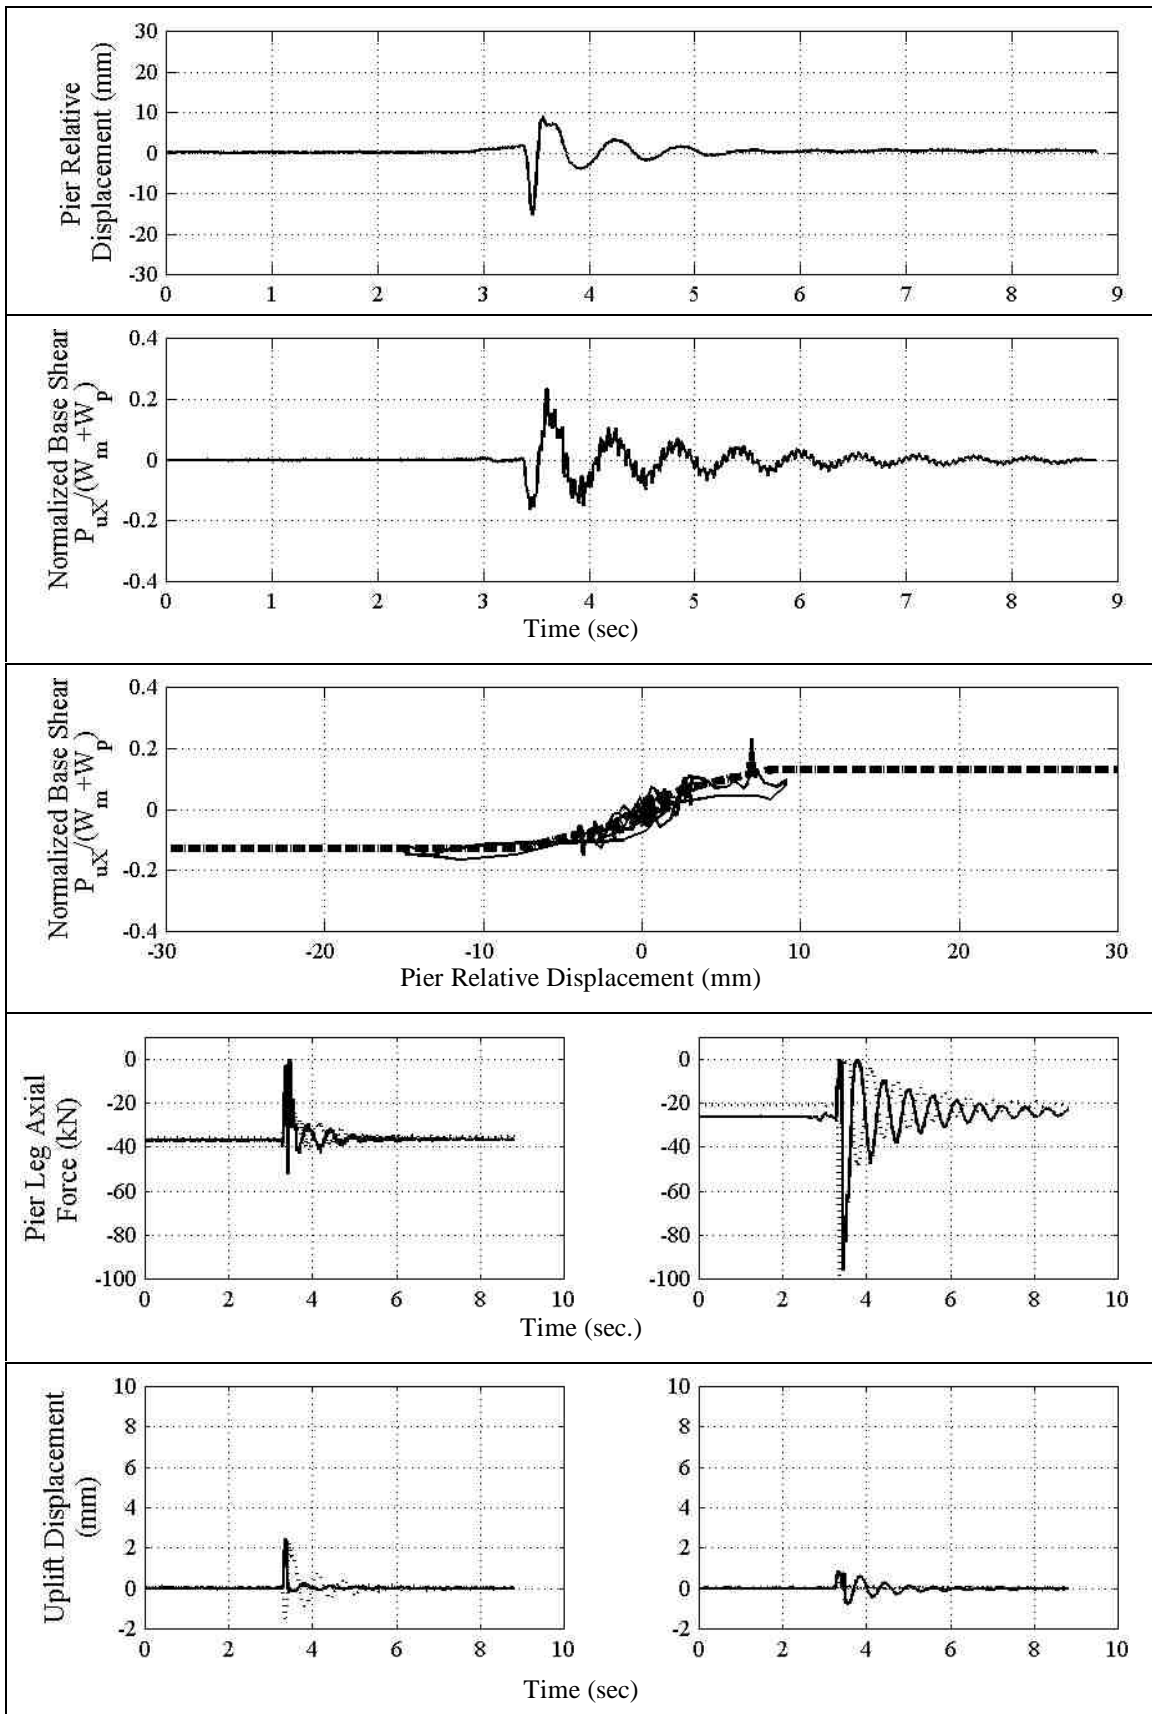 Pier Relative
Displacement (mm)
30
20
10
0
-10
-20
-30
0 1 2 3 4 5 6 7 8 9
Normalized Base Shear
P_uX/(W_m+W_p)
0.4
0.2
0
-0.2
-0.4
0 1 2 3 4 5 6 7 8 9
Time (sec)
Normalized Base Shear
P_uX/(W_m+W_p)
0.4
0.2
0
-0.2
-0.4
-30 -20 -10 0 10 20 30
Pier Relative Displacement (mm)
Pier Leg Axial
Force (kN)
0
-20
-40
-60
-80
-100
0 2 4 6 8 10
0
-20
-40
-60
-80
-100
0 2 4 6 8 10
Time (sec.)
Uplift Displacement
(mm)
10
8
6
4
2
0
-2
0 2 4 6 8 10
10
8
6
4
2
0
-2
0 2 4 6 8 10
Time (sec)